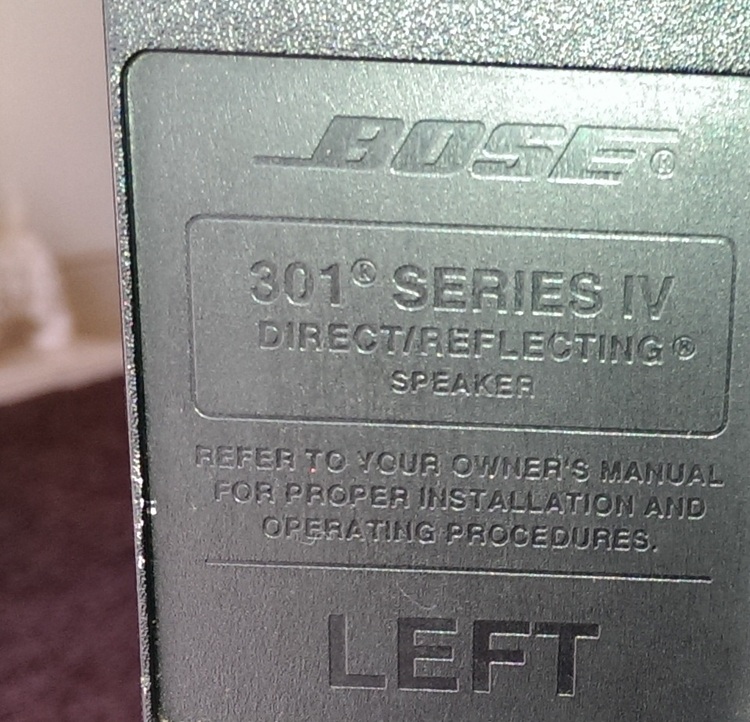 BOSE®
301® SERIES IV
DIRECT/REFLECTING®
SPEAKER
REFER TO YOUR OWNER'S MANUAL
FOR PROPER INSTALLATION AND
OPERATING PROCEDURES.
LEFT